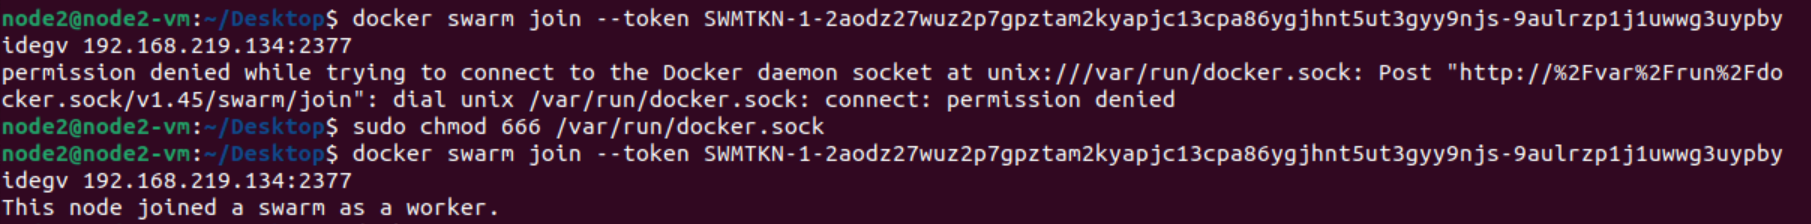 node2@node2-vm:~/Desktop$ docker swarm join --token SWMTKN-1-2aodz27wuz2p7gpztam2kyapjc13cpa86ygjhnt5ut3gyy9njs-9aulrzp1j1uwwg3uypby
idegv 192.168.219.134:2377
permission denied while trying to connect to the Docker daemon socket at unix:///var/run/docker.sock: Post "http://%2Fvar%2Frun%2Fdo
cker.sock/v1.45/swarm/join": dial unix /var/run/docker.sock: connect: permission denied
node2@node2-vm:~/Desktop$ sudo chmod 666 /var/run/docker.sock
node2@node2-vm:~/Desktop$ docker swarm join --token SWMTKN-1-2aodz27wuz2p7gpztam2kyapjc13cpa86ygjhnt5ut3gyy9njs-9aulrzp1j1uwwg3uypby
idegv 192.168.219.134:2377
This node joined a swarm as a worker.